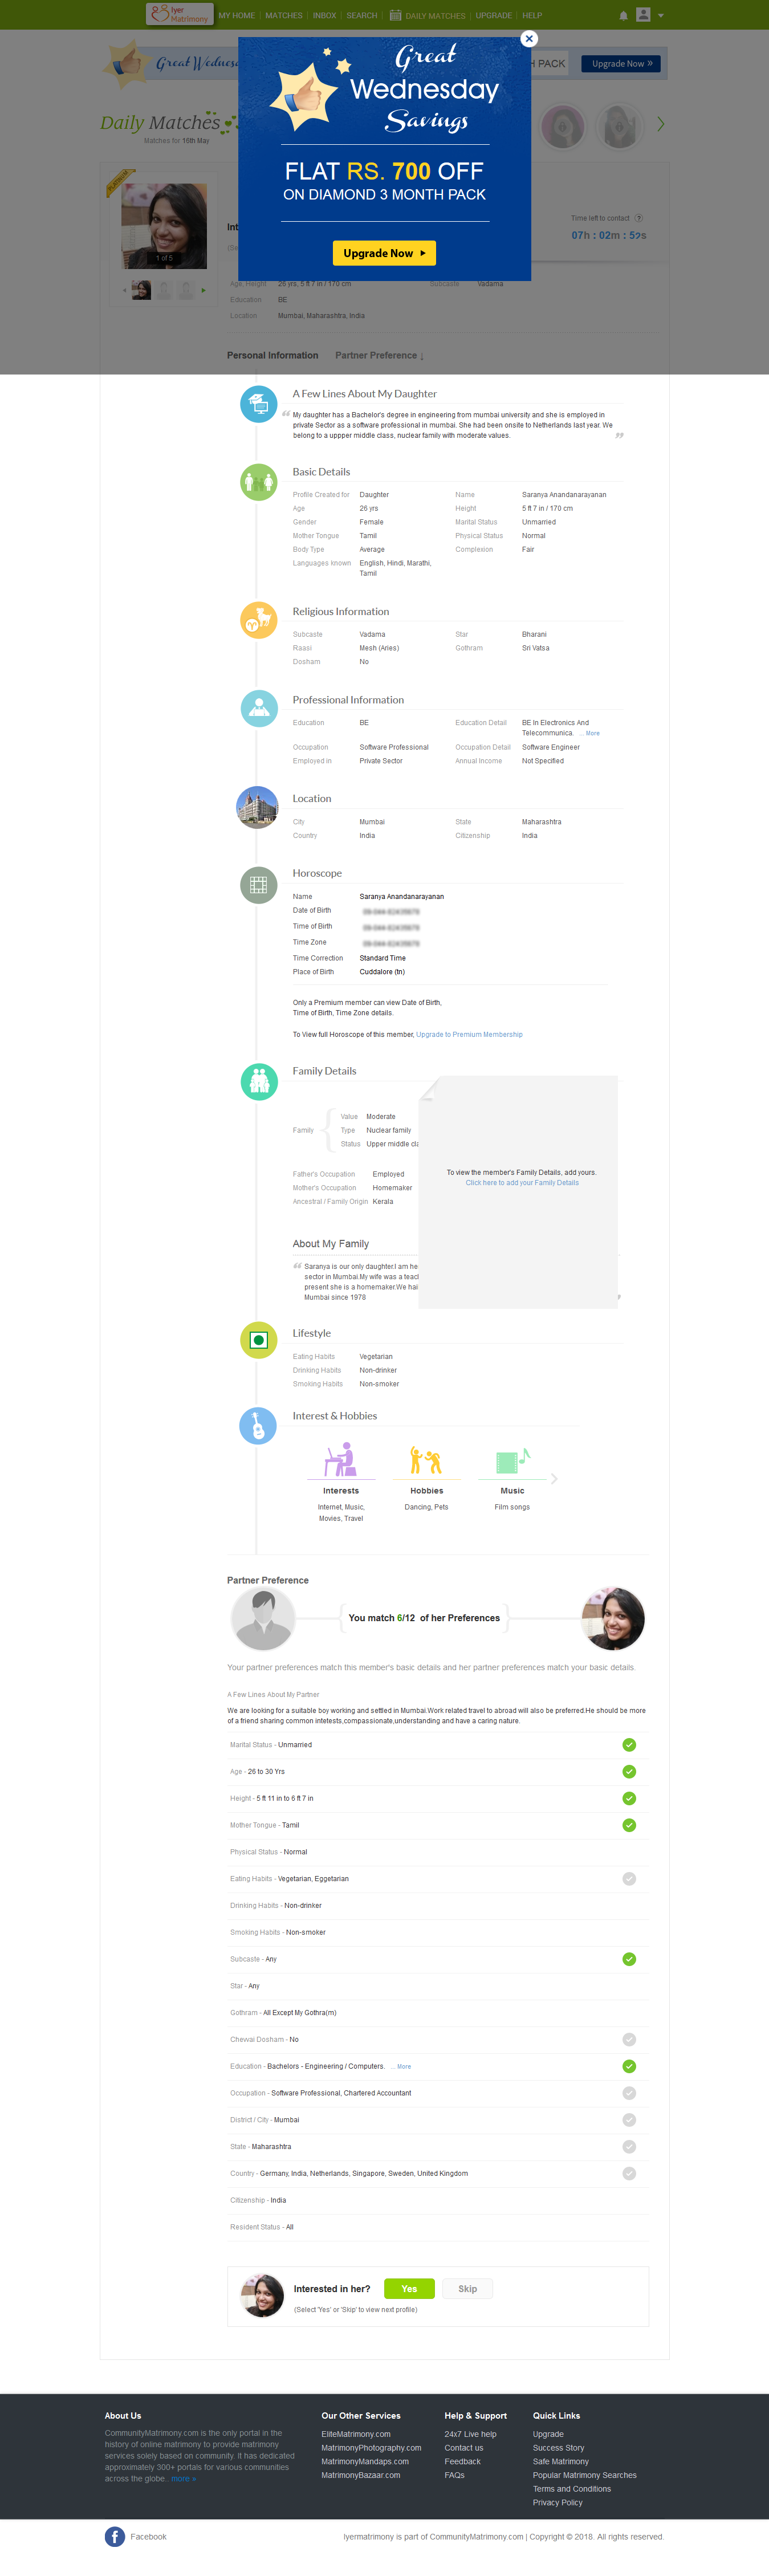 Iyer
Matrimony
MY HOME | MATCHES | INBOX | SEARCH | DAILY MATCHES | UPGRADE | HELP
Great
Wednesday
Savings
FLAT RS. 700 OFF
ON DIAMOND 3 MONTH PACK
Upgrade Now
Great Wednes
H PACK
Upgrade Now »
Daily Matches
Matches for 16th May
1 of 5
Time left to contact ?
07h : 02m : 52s
Age, Height 26 yrs, 5 ft 7 in / 170 cm Subcaste Vadama
Education BE
Location Mumbai, Maharashtra, India
Personal Information Partner Preference ↓
A Few Lines About My Daughter
My daughter has a Bachelor's degree in engineering from mumbai university and she is employed in
private Sector as a software professional in mumbai. She had been onsite to Netherlands last year. We
belong to a uppper middle class, nuclear family with moderate values.
Basic Details
Profile Created for Daughter Name Saranya Anandanarayanan
Age 26 yrs Height 5 ft 7 in / 170 cm
Gender Female Marital Status Unmarried
Mother Tongue Tamil Physical Status Normal
Body Type Average Complexion Fair
Languages known English, Hindi, Marathi,
Tamil
Religious Information
Subcaste Vadama Star Bharani
Raasi Mesh (Aries) Gothram Sri Vatsa
Dosham No
Professional Information
Education BE Education Detail BE In Electronics And
Telecommunica. ... More
Occupation Software Professional Occupation Detail Software Engineer
Employed in Private Sector Annual Income Not Specified
Location
City Mumbai State Maharashtra
Country India Citizenship India
Horoscope
Name Saranya Anandanarayanan
Date of Birth
Time of Birth
Time Zone
Time Correction Standard Time
Place of Birth Cuddalore (tn)
Only a Premium member can view Date of Birth,
Time of Birth, Time Zone details.
To View full Horoscope of this member, Upgrade to Premium Membership
Family Details
Family
Value Moderate
Type Nuclear family
Status Upper middle cla
Father's Occupation Employed
Mother's Occupation Homemaker
Ancestral / Family Origin Kerala
To view the member's Family Details, add yours.
Click here to add your Family Details
About My Family
Saranya is our only daughter.I am he
sector in Mumbai.My wife was a teac
present she is a homemaker.We hai
Mumbai since 1978
Lifestyle
Eating Habits Vegetarian
Drinking Habits Non-drinker
Smoking Habits Non-smoker
Interest & Hobbies
Interests Hobbies Music
Internet, Music, Dancing, Pets Film songs
Movies, Travel
Partner Preference
You match 6/12 of her Preferences
Your partner preferences match this member's basic details and her partner preferences match your basic details.
A Few Lines About My Partner
We are looking for a suitable boy working and settled in Mumbai.Work related travel to abroad will also be preferred.He should be more
of a friend sharing common intetests,compassionate,understanding and have a caring nature.
Marital Status - Unmarried
Age - 26 to 30 Yrs
Height - 5 ft 11 in to 6 ft 7 in
Mother Tongue - Tamil
Physical Status - Normal
Eating Habits - Vegetarian, Eggetarian
Drinking Habits - Non-drinker
Smoking Habits - Non-smoker
Subcaste - Any
Star - Any
Gothram - All Except My Gothra(m)
Chevvai Dosham - No
Education - Bachelors - Engineering / Computers. ... More
Occupation - Software Professional, Chartered Accountant
District / City - Mumbai
State - Maharashtra
Country - Germany, India, Netherlands, Singapore, Sweden, United Kingdom
Citizenship - India
Resident Status - All
Interested in her? Yes Skip
(Select 'Yes' or 'Skip' to view next profile)
About Us
CommunityMatrimony.com is the only portal in the
history of online matrimony to provide matrimony
services solely based on community. It has dedicated
approximately 300+ portals for various communities
across the globe.. more »
Our Other Services
EliteMatrimony.com
MatrimonyPhotography.com
MatrimonyMandaps.com
MatrimonyBazaar.com
Help & Support
24x7 Live help
Contact us
Feedback
FAQs
Quick Links
Upgrade
Success Story
Safe Matrimony
Popular Matrimony Searches
Terms and Conditions
Privacy Policy
Facebook
Iyermatrimony is part of CommunityMatrimony.com | Copyright © 2018. All rights reserved.